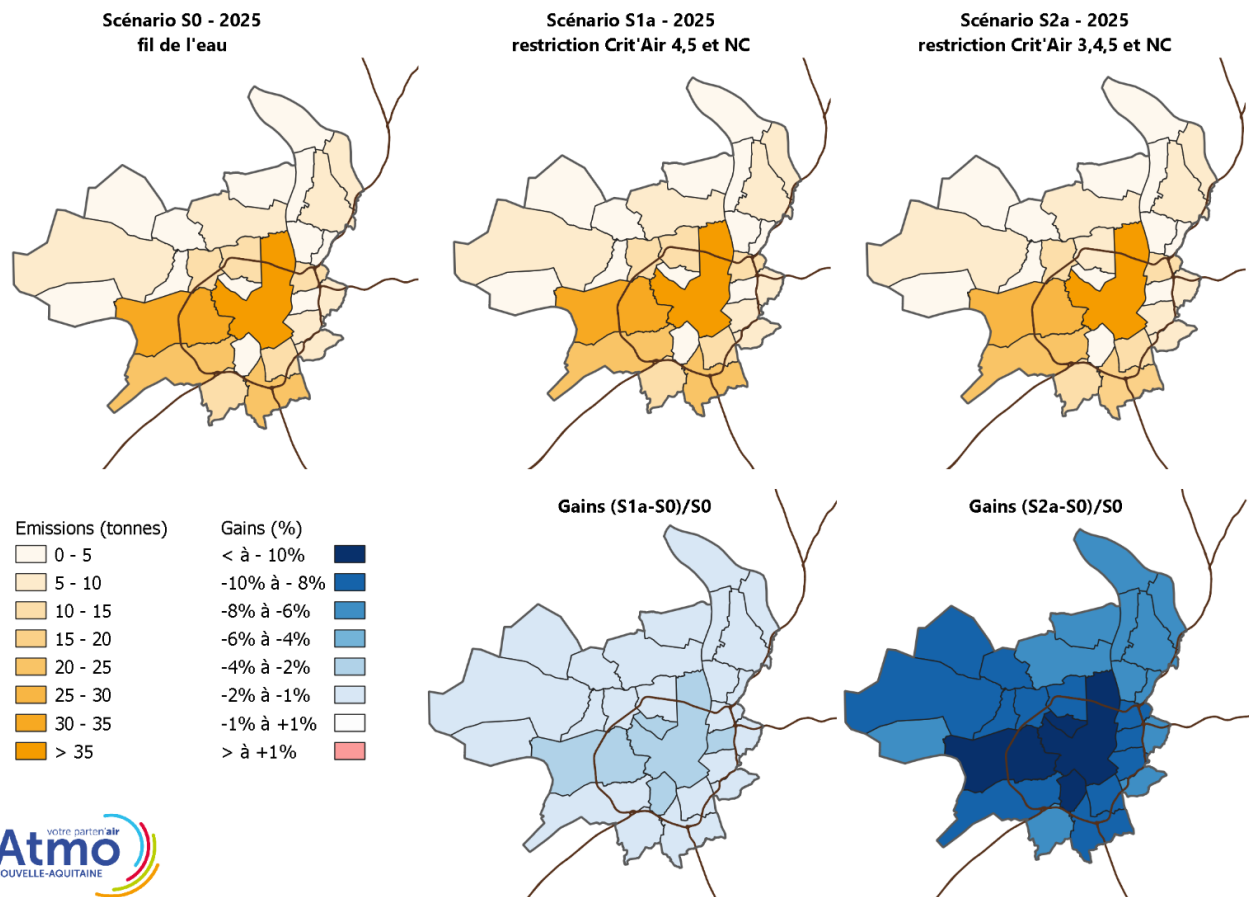 Scénario S0 - 2025
fil de l'eau
Scénario S1a - 2025
restriction Crit'Air 4,5 et NC
Scénario S2a - 2025
restriction Crit'Air 3,4,5 et NC
Gains (S1a-S0)/S0
Gains (S2a-S0)/S0
Emissions (tonnes)
0 - 5
5 - 10
10 - 15
15 - 20
20 - 25
25 - 30
30 - 35
> 35
Gains (%)
< à - 10%
-10% à - 8%
-8% à -6%
-6% à -4%
-4% à -2%
-2% à -1%
-1% à +1%
> à +1%
votre parten'air
Atmo
OUVELLE-AQUITAINE